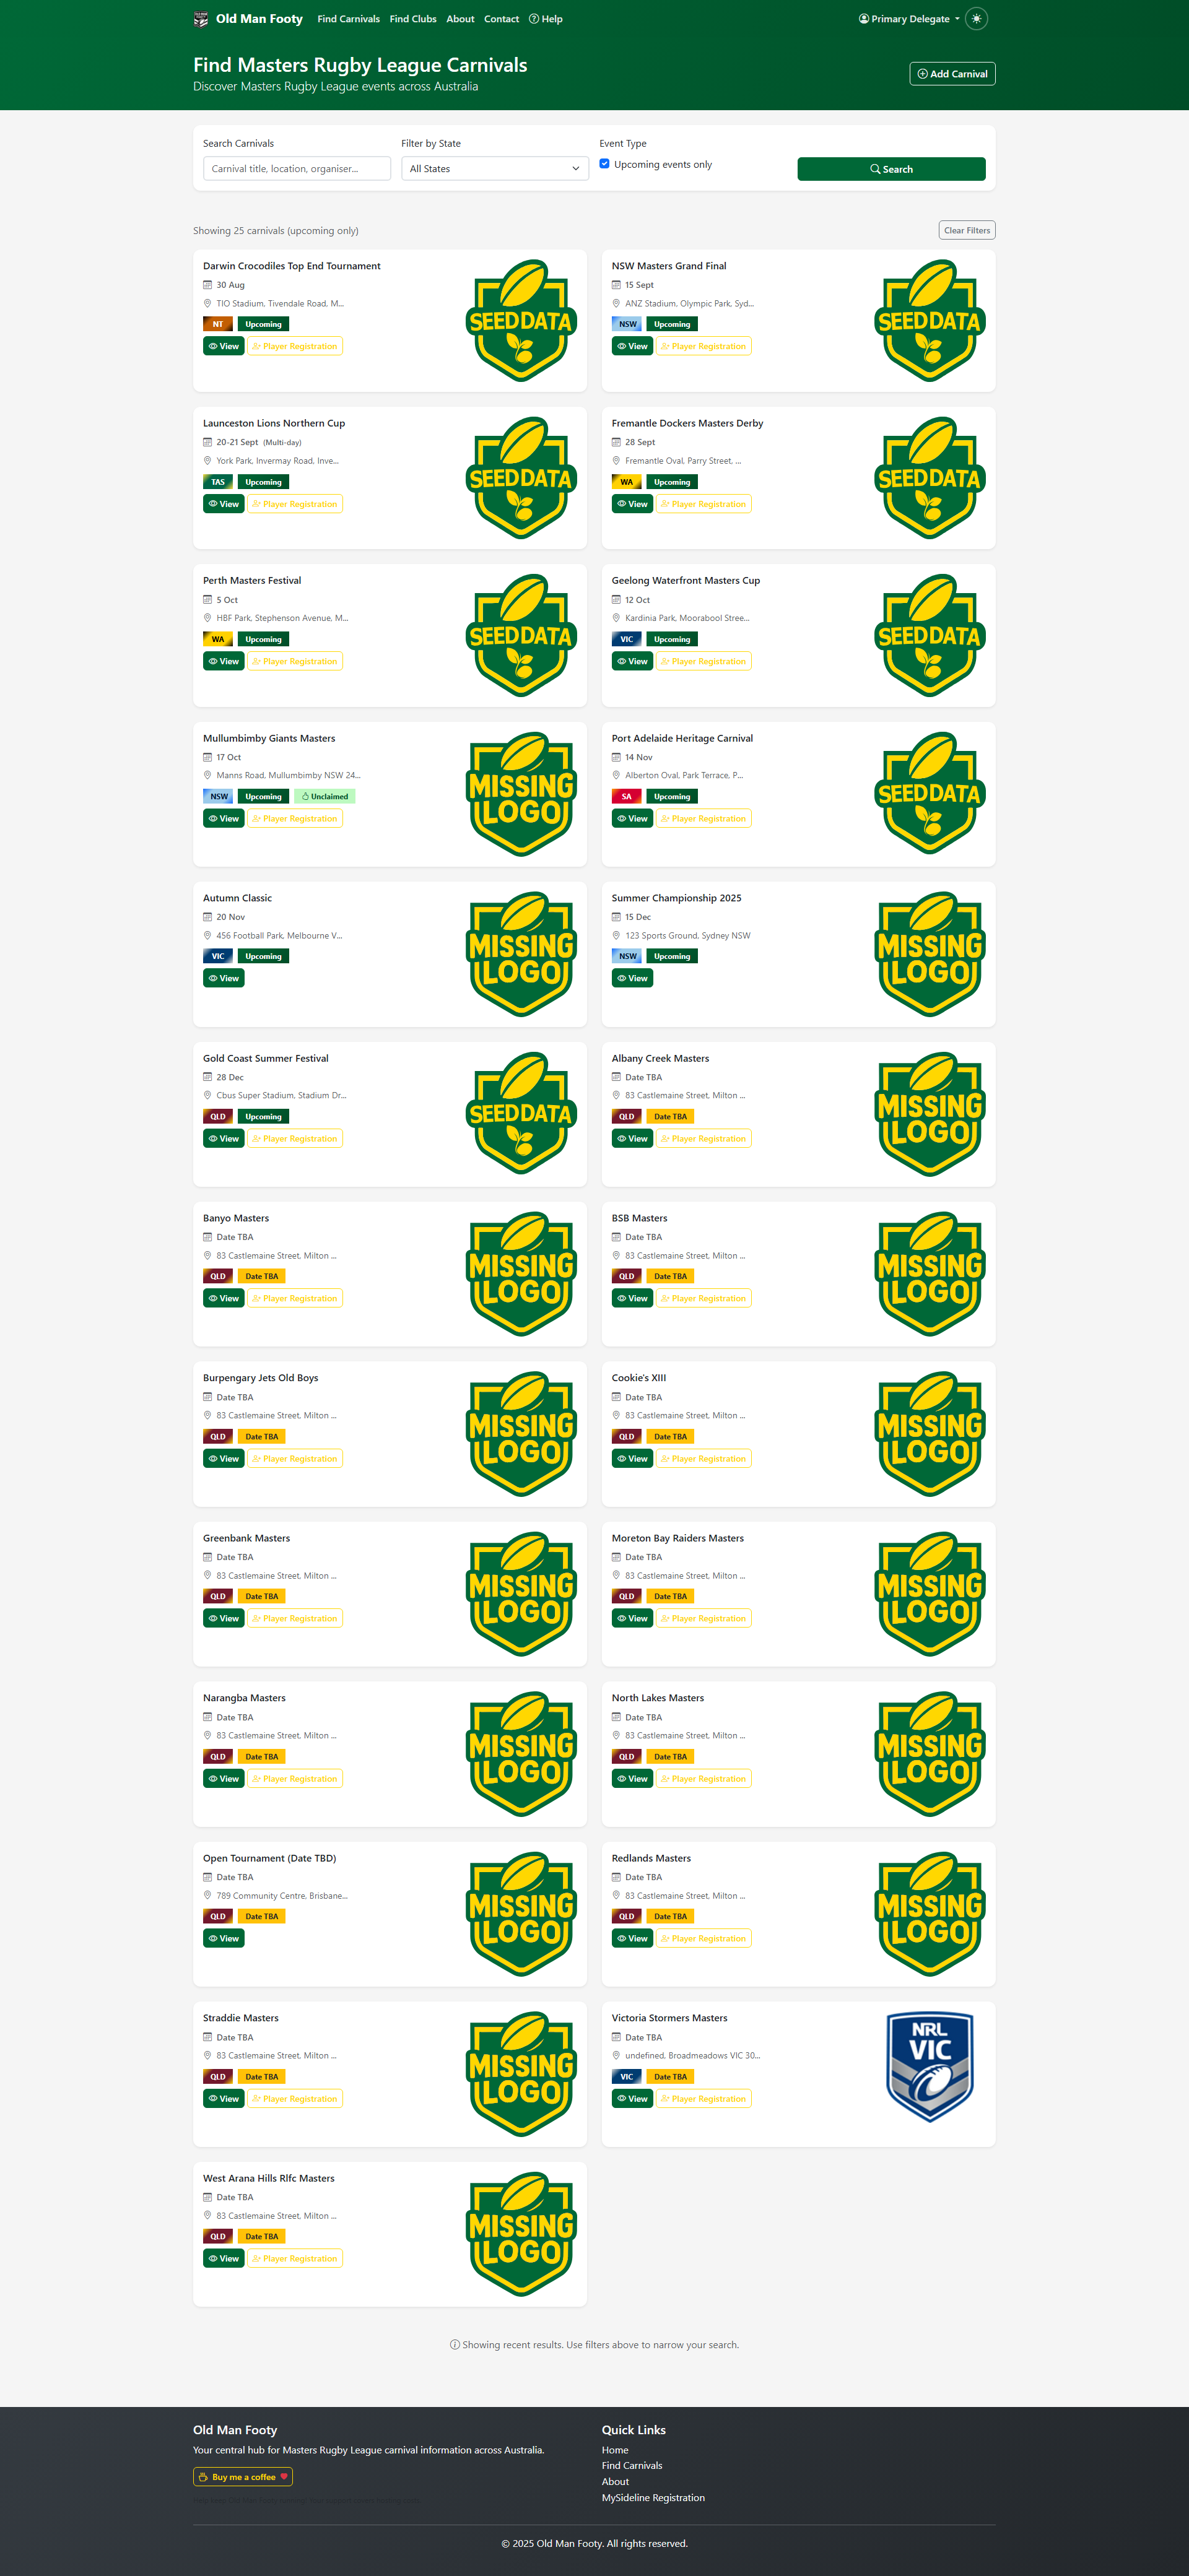 Old Man Footy
Find Carnivals
Find Clubs
About
Contact
Help
Primary Delegate
Find Masters Rugby League Carnivals
Discover Masters Rugby League events across Australia
Add Carnival
Search Carnivals
Filter by State
Event Type
Carnival title, location, organiser...
All States
Upcoming events only
Search
Showing 25 carnivals (upcoming only)
Clear Filters
Darwin Crocodiles Top End Tournament
30 Aug
TIO Stadium, Tivendale Road, M...
NT Upcoming
View Player Registration
SEED DATA
NSW Masters Grand Final
15 Sept
ANZ Stadium, Olympic Park, Syd...
NSW Upcoming
View Player Registration
SEED DATA
Launceston Lions Northern Cup
20-21 Sept (Multi-day)
York Park, Invermay Road, Inve...
TAS Upcoming
View Player Registration
SEED DATA
Fremantle Dockers Masters Derby
28 Sept
Fremantle Oval, Parry Street, ...
WA Upcoming
View Player Registration
SEED DATA
Perth Masters Festival
5 Oct
HBF Park, Stephenson Avenue, M...
WA Upcoming
View Player Registration
SEED DATA
Geelong Waterfront Masters Cup
12 Oct
Kardinia Park, Moorabool Stree...
VIC Upcoming
View Player Registration
SEED DATA
Mullumbimby Giants Masters
17 Oct
Manns Road, Mullumbimby NSW 24...
NSW Upcoming Unclaimed
View Player Registration
MISSING
LOGO
Port Adelaide Heritage Carnival
14 Nov
Alberton Oval, Park Terrace, P...
SA Upcoming
View Player Registration
SEED DATA
Autumn Classic
20 Nov
456 Football Park, Melbourne V...
VIC Upcoming
View
MISSING
LOGO
Summer Championship 2025
15 Dec
123 Sports Ground, Sydney NSW
NSW Upcoming
View
MISSING
LOGO
Gold Coast Summer Festival
28 Dec
Cbus Super Stadium, Stadium Dr...
QLD Upcoming
View Player Registration
SEED DATA
Albany Creek Masters
Date TBA
83 Castlemaine Street, Milton ...
QLD Date TBA
View Player Registration
MISSING
LOGO
Banyo Masters
Date TBA
83 Castlemaine Street, Milton ...
QLD Date TBA
View Player Registration
MISSING
LOGO
BSB Masters
Date TBA
83 Castlemaine Street, Milton ...
QLD Date TBA
View Player Registration
MISSING
LOGO
Burpengary Jets Old Boys
Date TBA
83 Castlemaine Street, Milton ...
QLD Date TBA
View Player Registration
MISSING
LOGO
Cookie's XIII
Date TBA
83 Castlemaine Street, Milton ...
QLD Date TBA
View Player Registration
MISSING
LOGO
Greenbank Masters
Date TBA
83 Castlemaine Street, Milton ...
QLD Date TBA
View Player Registration
MISSING
LOGO
Moreton Bay Raiders Masters
Date TBA
83 Castlemaine Street, Milton ...
QLD Date TBA
View Player Registration
MISSING
LOGO
Narangba Masters
Date TBA
83 Castlemaine Street, Milton ...
QLD Date TBA
View Player Registration
MISSING
LOGO
North Lakes Masters
Date TBA
83 Castlemaine Street, Milton ...
QLD Date TBA
View Player Registration
MISSING
LOGO
Open Tournament (Date TBD)
Date TBA
789 Community Centre, Brisbane...
QLD Date TBA
View
MISSING
LOGO
Redlands Masters
Date TBA
83 Castlemaine Street, Milton ...
QLD Date TBA
View Player Registration
MISSING
LOGO
Straddie Masters
Date TBA
83 Castlemaine Street, Milton ...
QLD Date TBA
View Player Registration
MISSING
LOGO
Victoria Stormers Masters
Date TBA
undefined, Broadmeadows VIC 30...
VIC Date TBA
View Player Registration
NRL
VIC
West Arana Hills Rlfc Masters
Date TBA
83 Castlemaine Street, Milton ...
QLD Date TBA
View Player Registration
MISSING
LOGO
Showing recent results. Use filters above to narrow your search.
Old Man Footy
Your central hub for Masters Rugby League carnival information across Australia.
Buy me a coffee
Quick Links
Home
Find Carnivals
About
MySideline Registration
© 2025 Old Man Footy. All rights reserved.